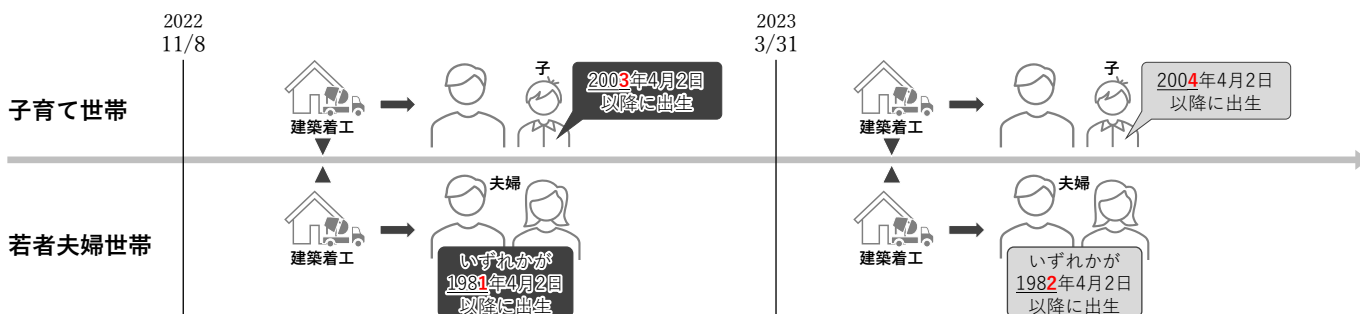 2022
11/8
2023
3/31
子育て世帯
建築着工
子
2003年4月2日
以降に出生
建築着工
子
2004年4月2日
以降に出生
若者夫婦世帯
建築着工
夫婦
いずれかが
1981年4月2日
以降に出生
建築着工
夫婦
いずれかが
1982年4月2日
以降に出生